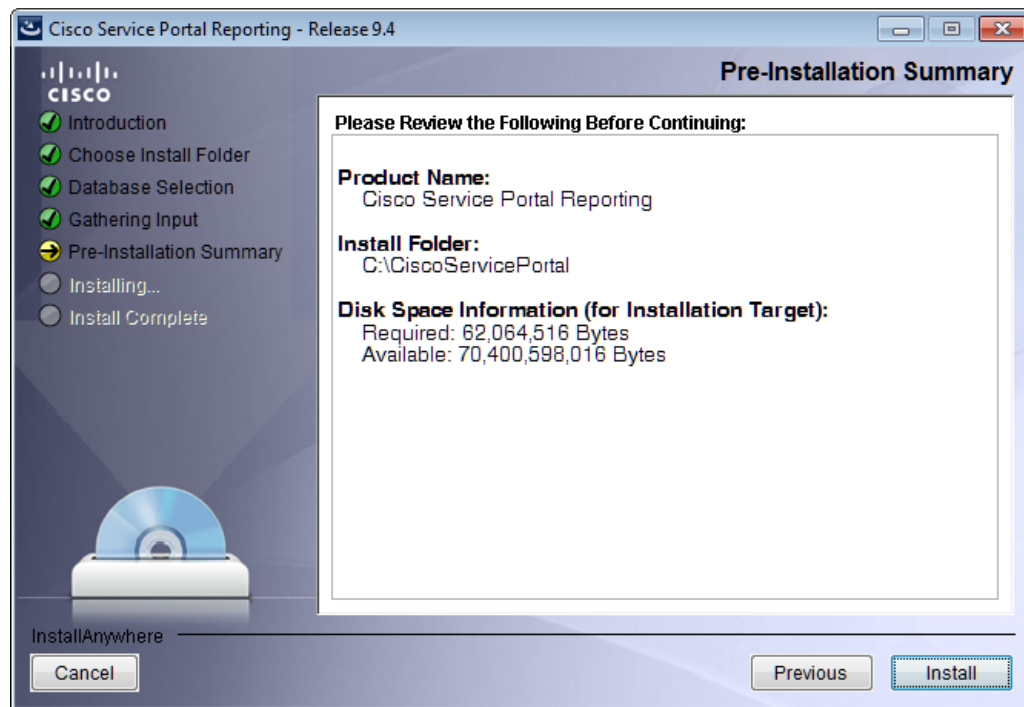 Cisco Service Portal Reporting - Release 9.4
CISCO
Pre-Installation Summary
Introduction
Choose Install Folder
Database Selection
Gathering Input
Pre-Installation Summary
Installing...
Install Complete
Please Review the Following Before Continuing:
Product Name:
Cisco Service Portal Reporting
Install Folder:
C:\CiscoServicePortal
Disk Space Information (for Installation Target):
Required: 62,064,516 Bytes
Available: 70,400,598,016 Bytes
InstallAnywhere
Cancel
Previous
Install